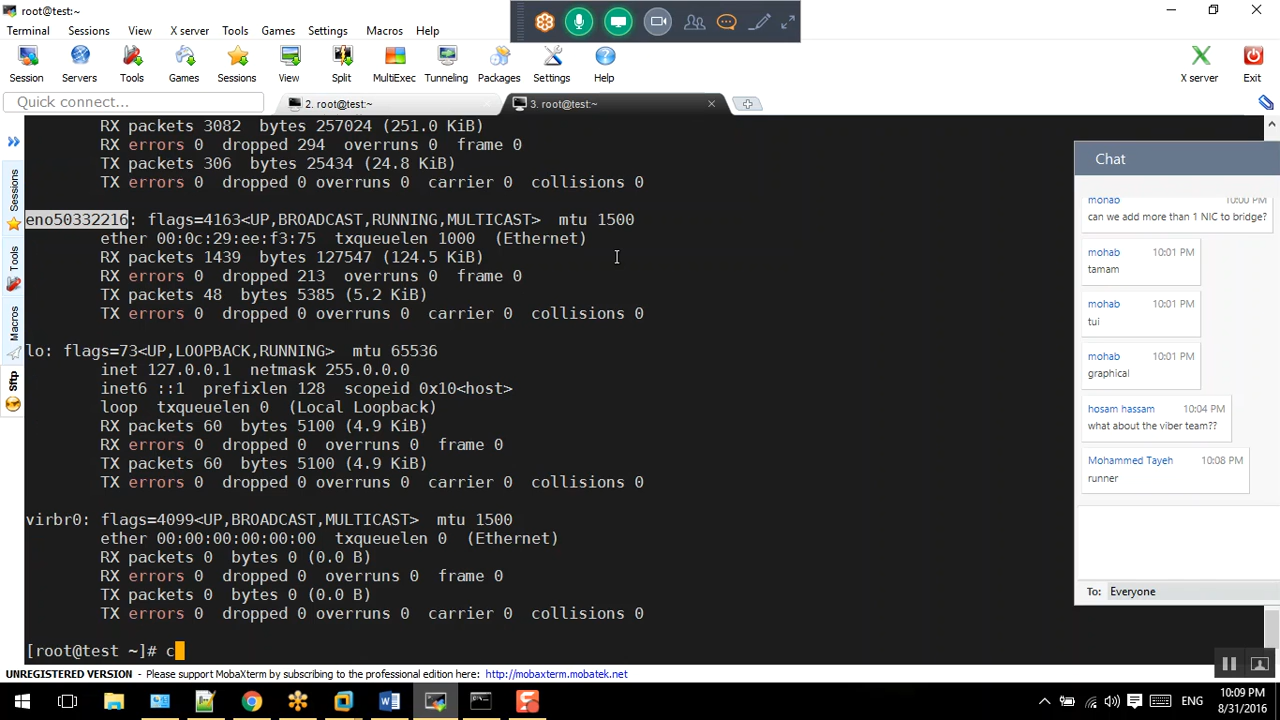 root@test:~
Terminal Sessions View X server Tools Games Settings Macros Help
Session Servers Tools Games Sessions View Split MultiExec Tunneling Packages Settings Help X server Exit
Quick connect...
2. root@test:~
3. root@test:~
Sessions
Tools
Macros
Sftp
RX packets 3082 bytes 257024 (251.0 KiB)
RX errors 0 dropped 294 overruns 0 frame 0
TX packets 306 bytes 25434 (24.8 KiB)
TX errors 0 dropped 0 overruns 0 carrier 0 collisions 0
eno50332216: flags=4163<UP,BROADCAST,RUNNING,MULTICAST> mtu 1500
ether 00:0c:29:ee:f3:75 txqueuelen 1000 (Ethernet)
RX packets 1439 bytes 127547 (124.5 KiB)
RX errors 0 dropped 213 overruns 0 frame 0
TX packets 48 bytes 5385 (5.2 KiB)
TX errors 0 dropped 0 overruns 0 carrier 0 collisions 0
lo: flags=73<UP,LOOPBACK,RUNNING> mtu 65536
inet 127.0.0.1 netmask 255.0.0.0
inet6 ::1 prefixlen 128 scopeid 0x10<host>
loop txqueuelen 0 (Local Loopback)
RX packets 60 bytes 5100 (4.9 KiB)
RX errors 0 dropped 0 overruns 0 frame 0
TX packets 60 bytes 5100 (4.9 KiB)
TX errors 0 dropped 0 overruns 0 carrier 0 collisions 0
virbr0: flags=4099<UP,BROADCAST,MULTICAST> mtu 1500
ether 00:00:00:00:00:00 txqueuelen 0 (Ethernet)
RX packets 0 bytes 0 (0.0 B)
RX errors 0 dropped 0 overruns 0 frame 0
TX packets 0 bytes 0 (0.0 B)
TX errors 0 dropped 0 overruns 0 carrier 0 collisions 0
[root@test ~]# c
Chat
mohab 10:00 PM
can we add more than 1 NIC to bridge?
mohab 10:01 PM
tamam
mohab 10:01 PM
tui
mohab 10:01 PM
graphical
hosam hassam 10:04 PM
what about the viber team??
Mohammed Tayeh 10:08 PM
runner
To: Everyone
UNREGISTERED VERSION - Please support MobaXterm by subscribing to the professional edition here: http://mobaxterm.mobatek.net
ENG
10:09 PM
8/31/2016